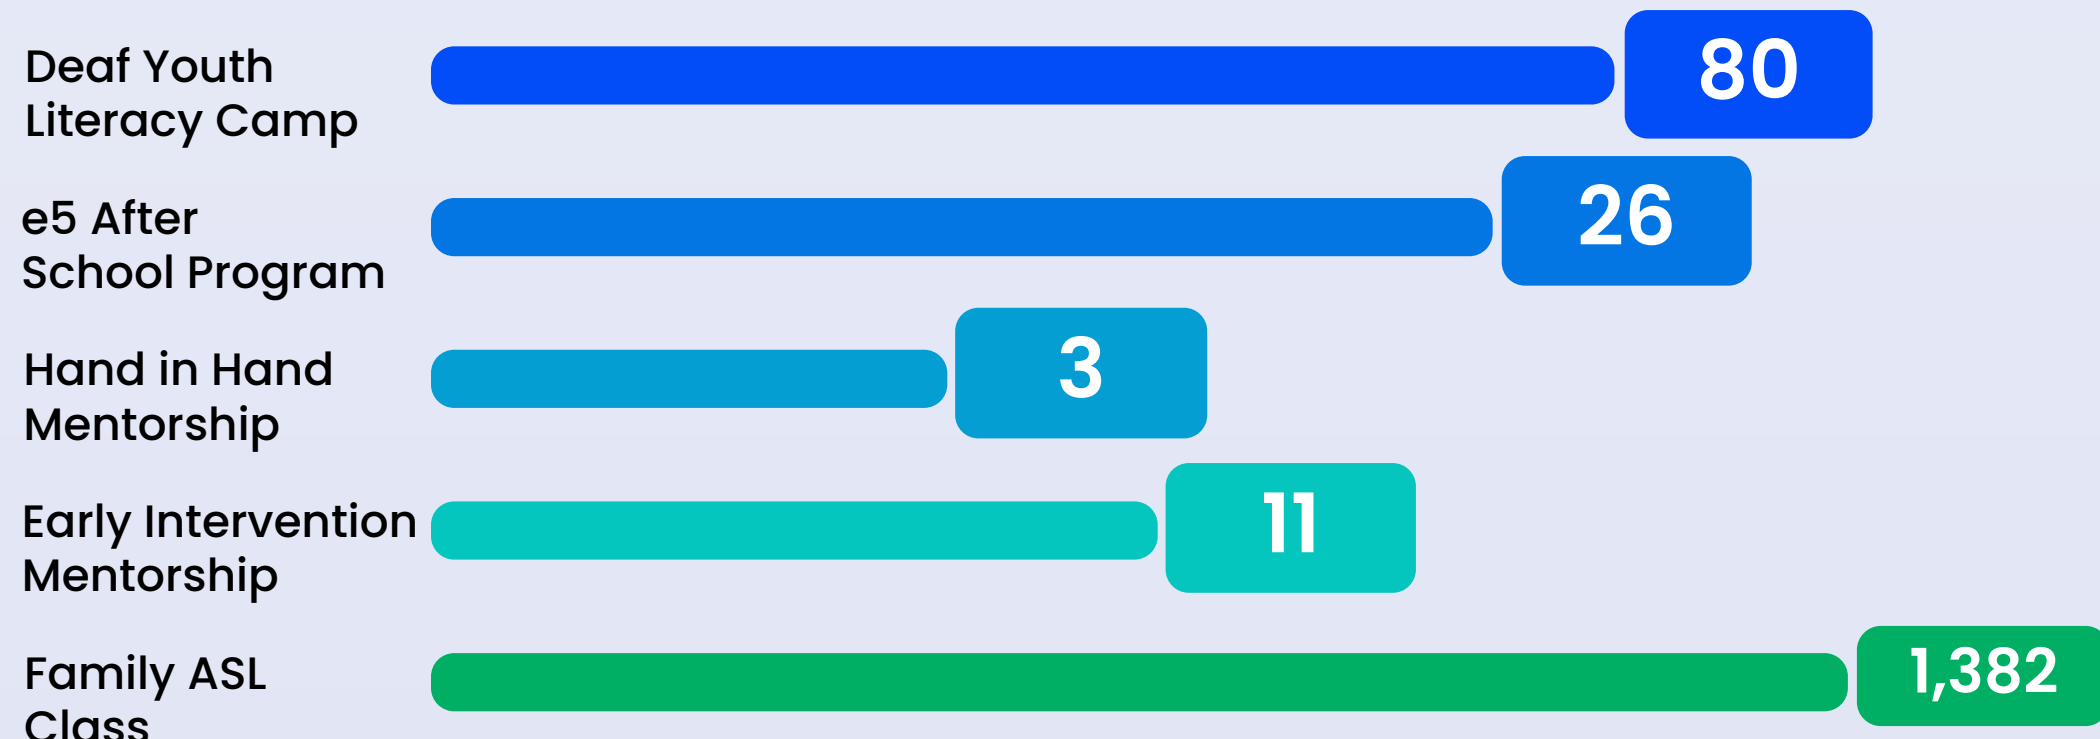 Deaf Youth
Literacy Camp
80
e5 After
School Program
26
Hand in Hand
Mentorship
3
Early Intervention
Mentorship
11
Family ASL
Class
1,382